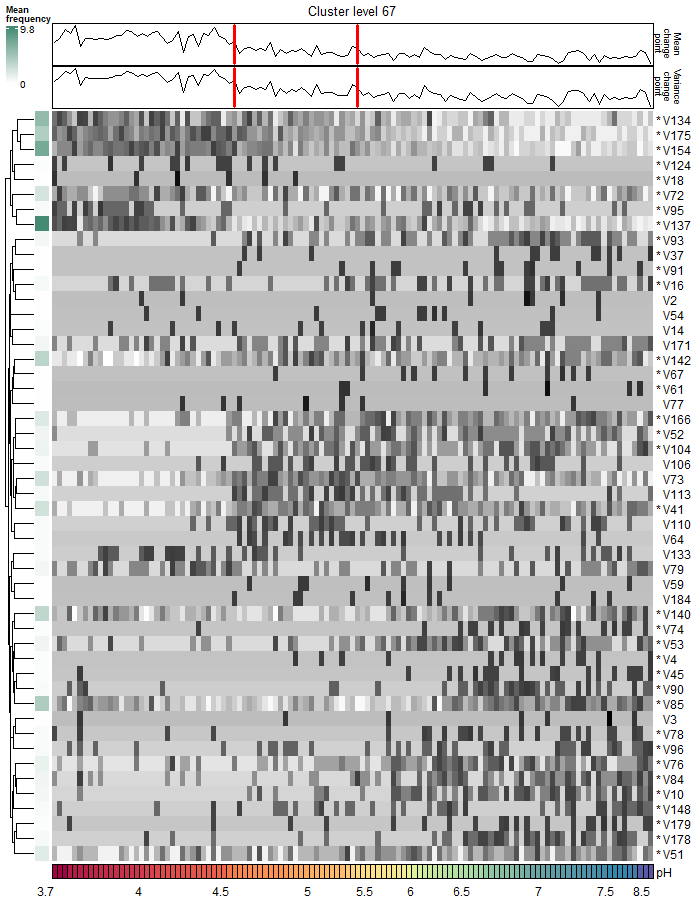 Cluster level 67
Mean
frequency
9.8
0
Mean
change
point
Variance
change
point
* V134
* V175
* V154
* V124
* V18
* V72
* V95
* V137
* V93
* V37
* V91
* V16
V2
V54
V14
V171
* V142
* V67
* V61
V77
* V166
* V52
* V104
V106
V73
V113
* V41
V110
V64
V133
V79
V59
V184
* V140
* V74
* V53
* V4
* V45
* V90
* V85
V3
* V78
* V96
* V76
* V84
* V10
* V148
* V179
* V178
* V51
pH
3.7 4 4.5 5 5.5 6 6.5 7 7.5 8.5